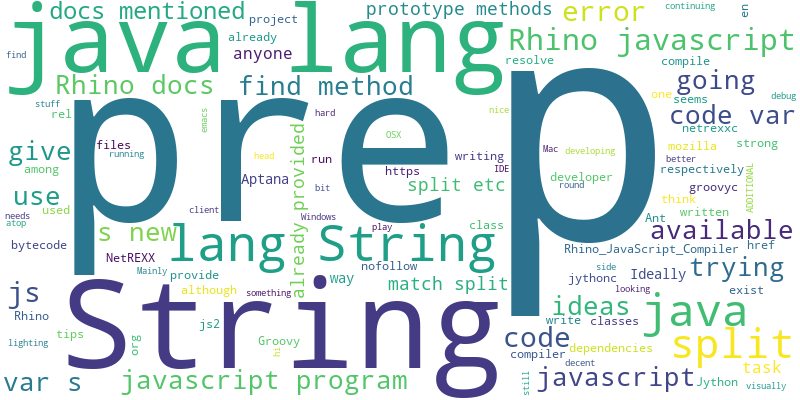 docs mentioned
project
prototype methods
error
en
continuing
java lang
already
anyone
Rhino javascript
find
Rhino docs
find method
resolve
compile
going
seems
one
debug
stuff
rel
emacs
hard
nice
code var
prep
files
running
head
OSX
netrexxc
mozilla
strong
give
among
Aptana
run
https
writing
IDE
Mac
developing
better
respectively
use
used
client
bit
split etc
round
developer
groovyc
think
ADDITIONAL
needs
atop
s new
already provided
Windows
play
class
Ant
written
available
bytecode
NetREXX
lang String
Rhino_JavaScript_Compiler
href
Mainly
provide
way
nofollow
match split
side
jythonc
Ideally
looking
trying
exist
js
although
something
String
ideas
java
Rhino
tips
js2
write
classes
lighting
org
Groovy
hi
code
compiler
dependencies
split
var s
javascript program
still
decent
javascript
Jython
task
visually